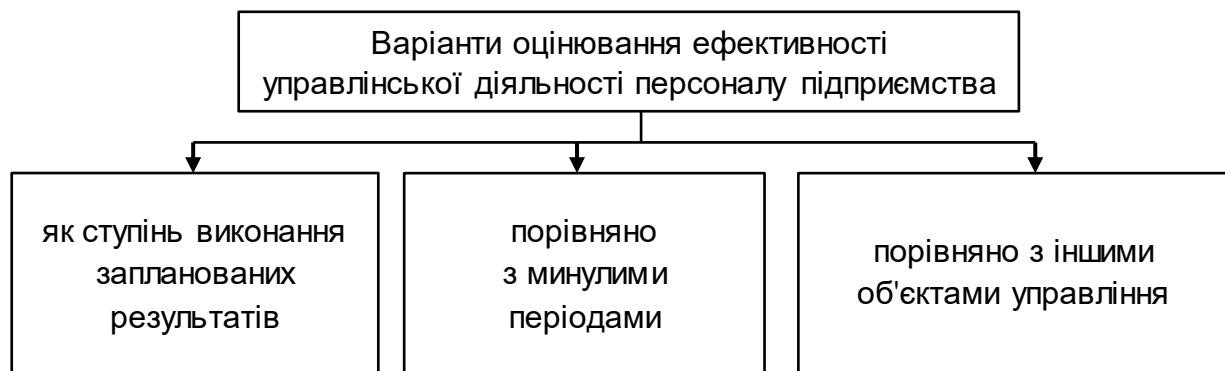 Варіанти оцінювання ефективності
управлінської діяльності персоналу підприємства
як ступінь виконання
запланованих
результатів
порівняно
з минулими
періодами
порівняно з іншими
об'єктами управління